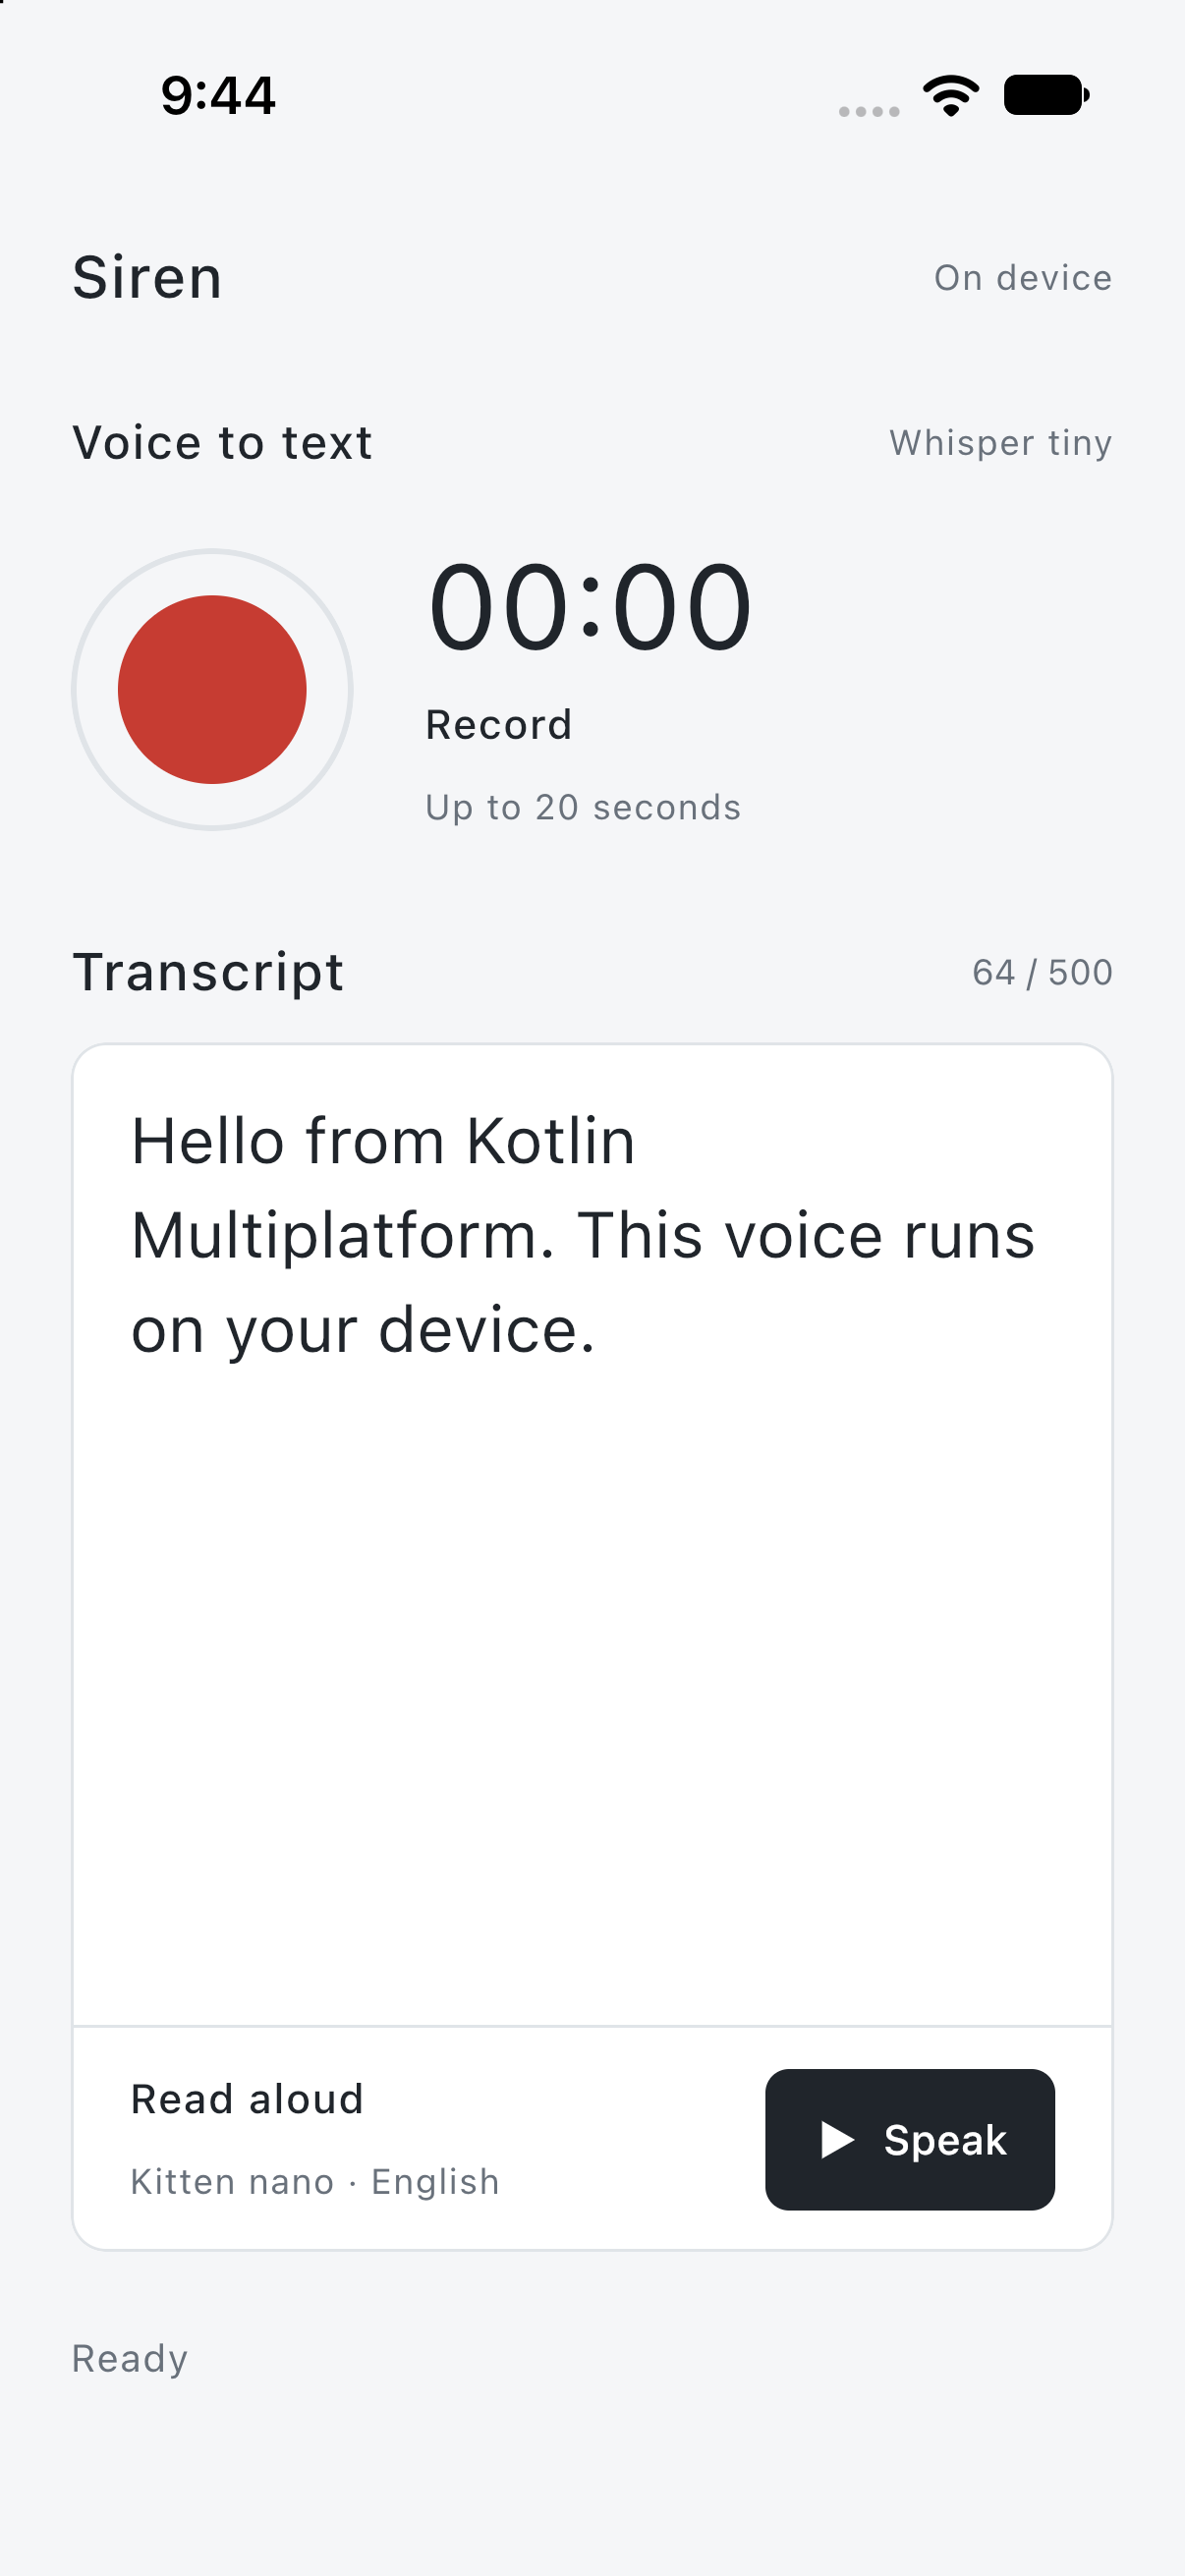 9:44
Siren
On device
Voice to text
Whisper tiny
00:00
Record
Up to 20 seconds
Transcript
64 / 500
Hello from Kotlin
Multiplatform. This voice runs
on your device.
Read aloud
Kitten nano · English
Speak
Ready